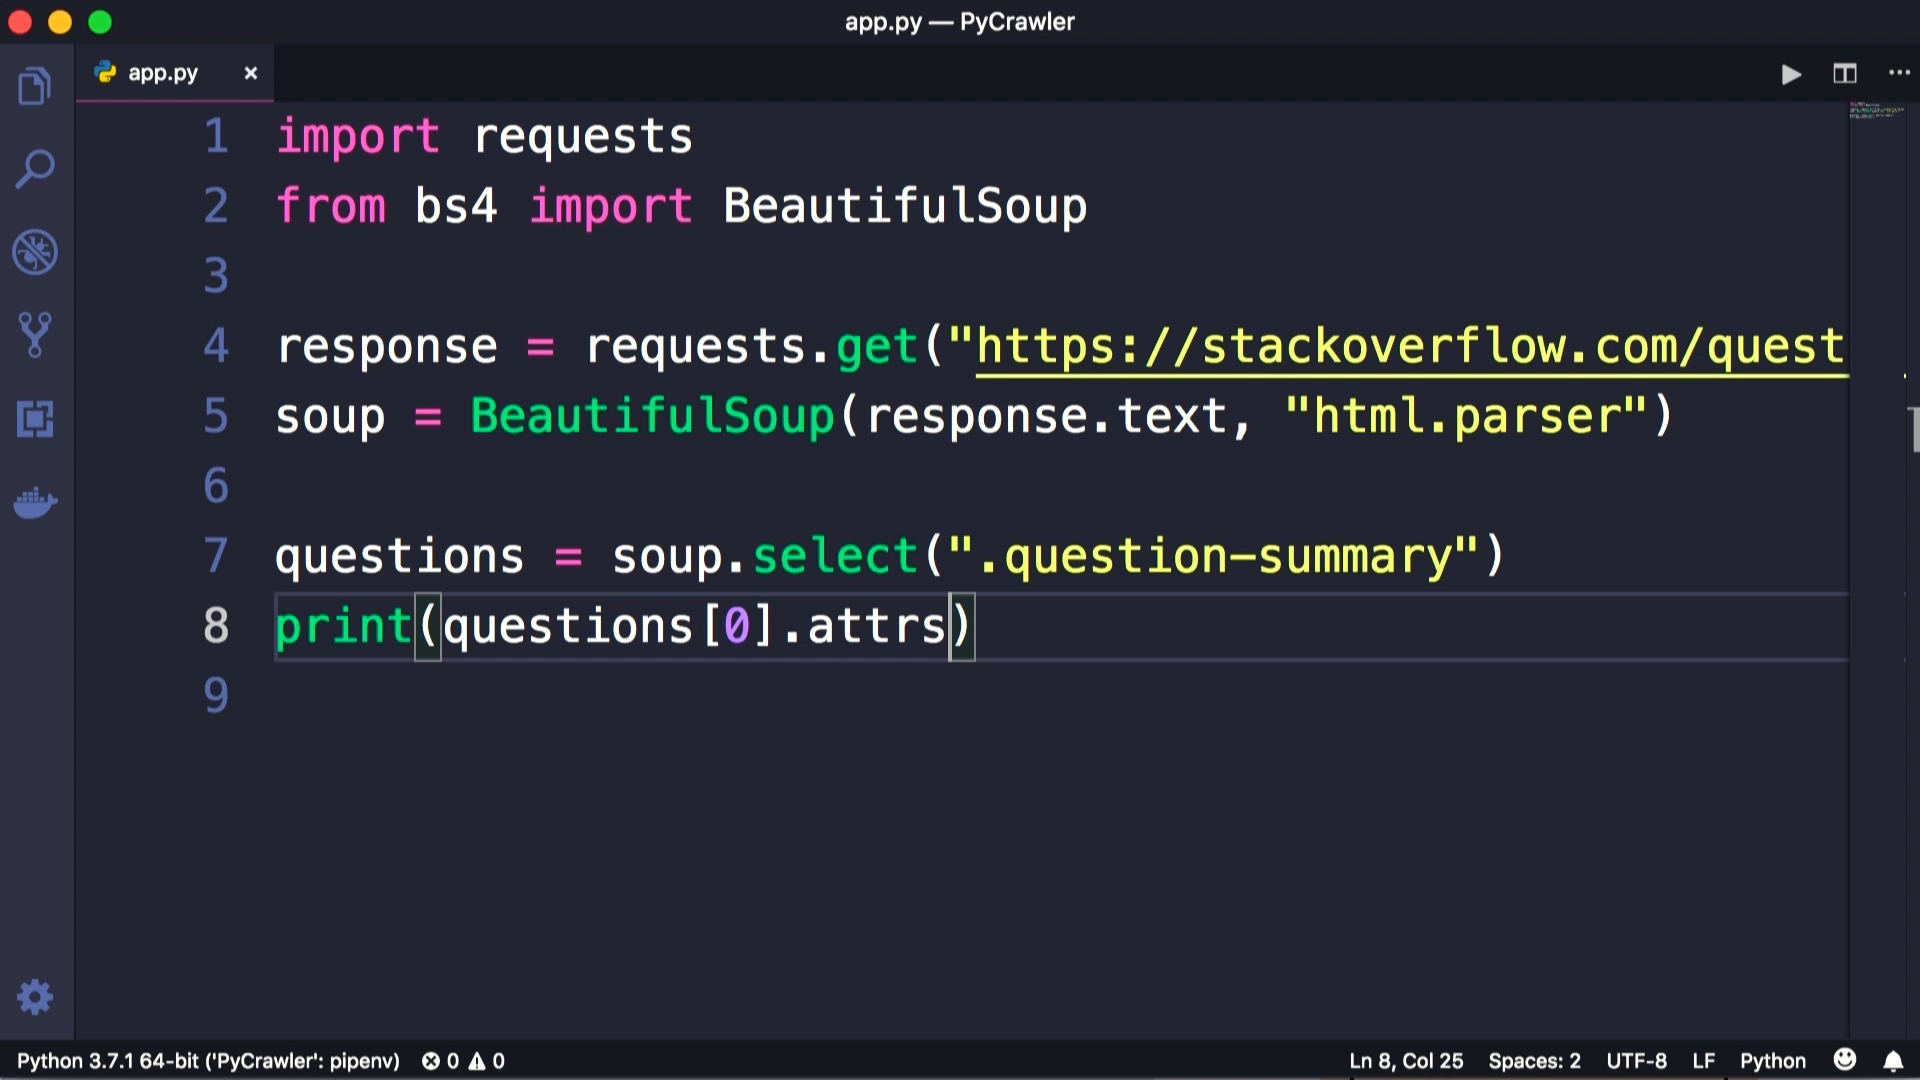 app.py — PyCrawler
app.py ×
1 import requests
2 from bs4 import BeautifulSoup
3
4 response = requests.get("https://stackoverflow.com/quest
5 soup = BeautifulSoup(response.text, "html.parser")
6
7 questions = soup.select(".question-summary")
8 print(questions[0].attrs)
9
Python 3.7.1 64-bit ('PyCrawler': pipenv) 0 0 Ln 8, Col 25 Spaces: 2 UTF-8 LF Python